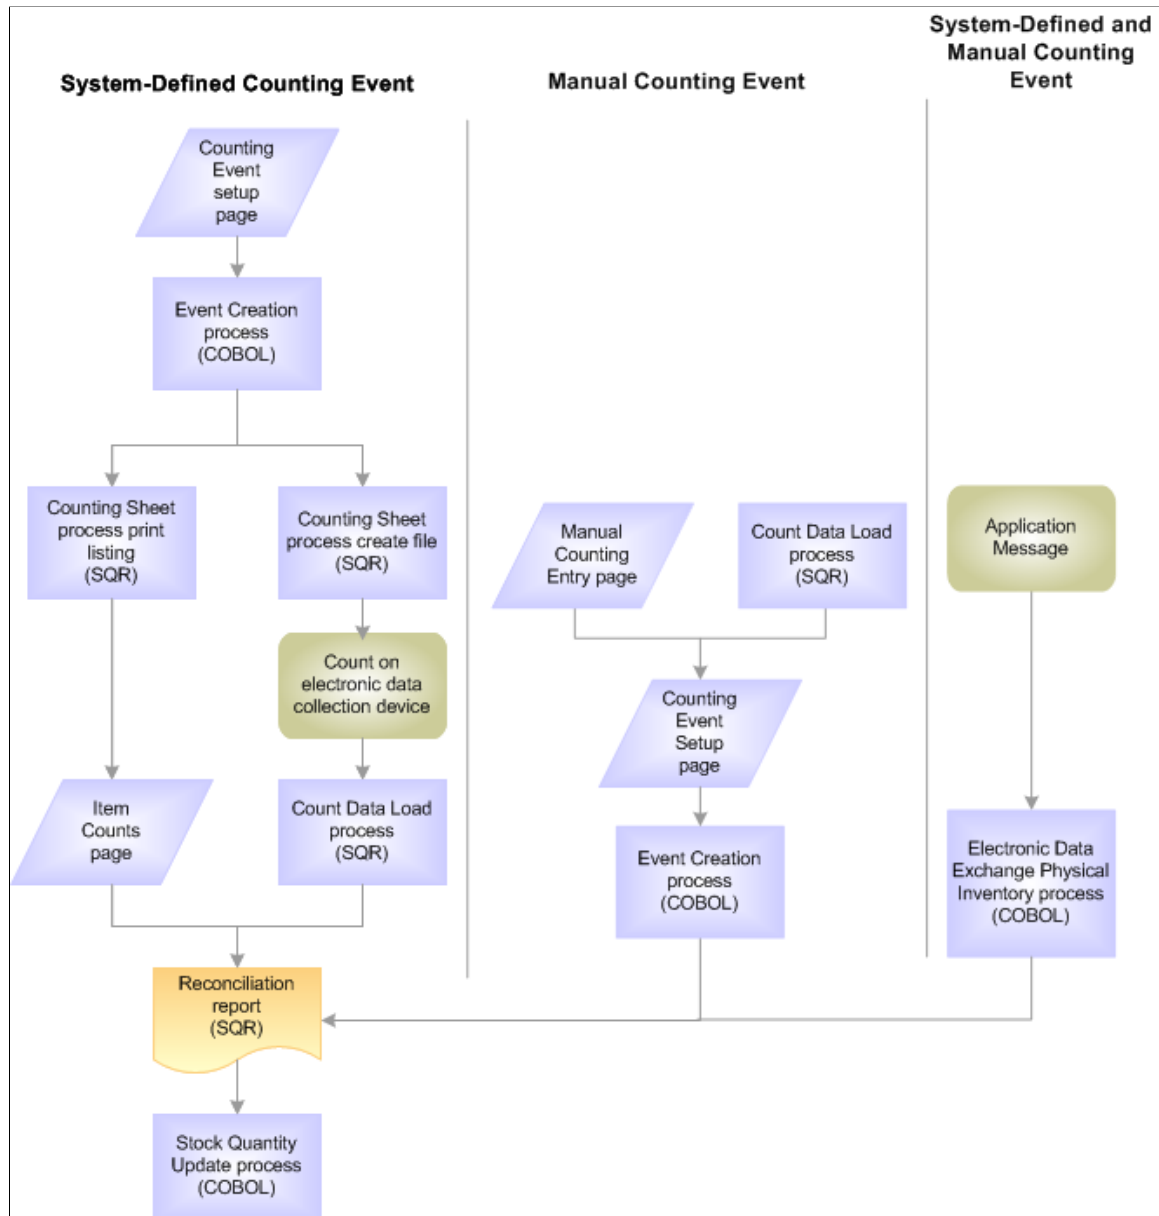 System-Defined Counting Event
Manual Counting Event
System-Defined and
Manual Counting
Event
Counting
Event
setup
page
Event Creation
process
(COBOL)
Counting Sheet
process print
listing
(SQR)
Counting Sheet
process create file
(SQR)
Count on
electronic data
collection device
Item
Counts
page
Count Data Load
process
(SQR)
Reconciliation
report
(SQR)
Stock Quantity
Update process
(COBOL)
Manual
Counting
Entry page
Count Data Load
process
(SQR)
Counting
Event
Setup
page
Event Creation
process
(COBOL)
Application
Message
Electronic Data
Exchange Physical
Inventory process
(COBOL)